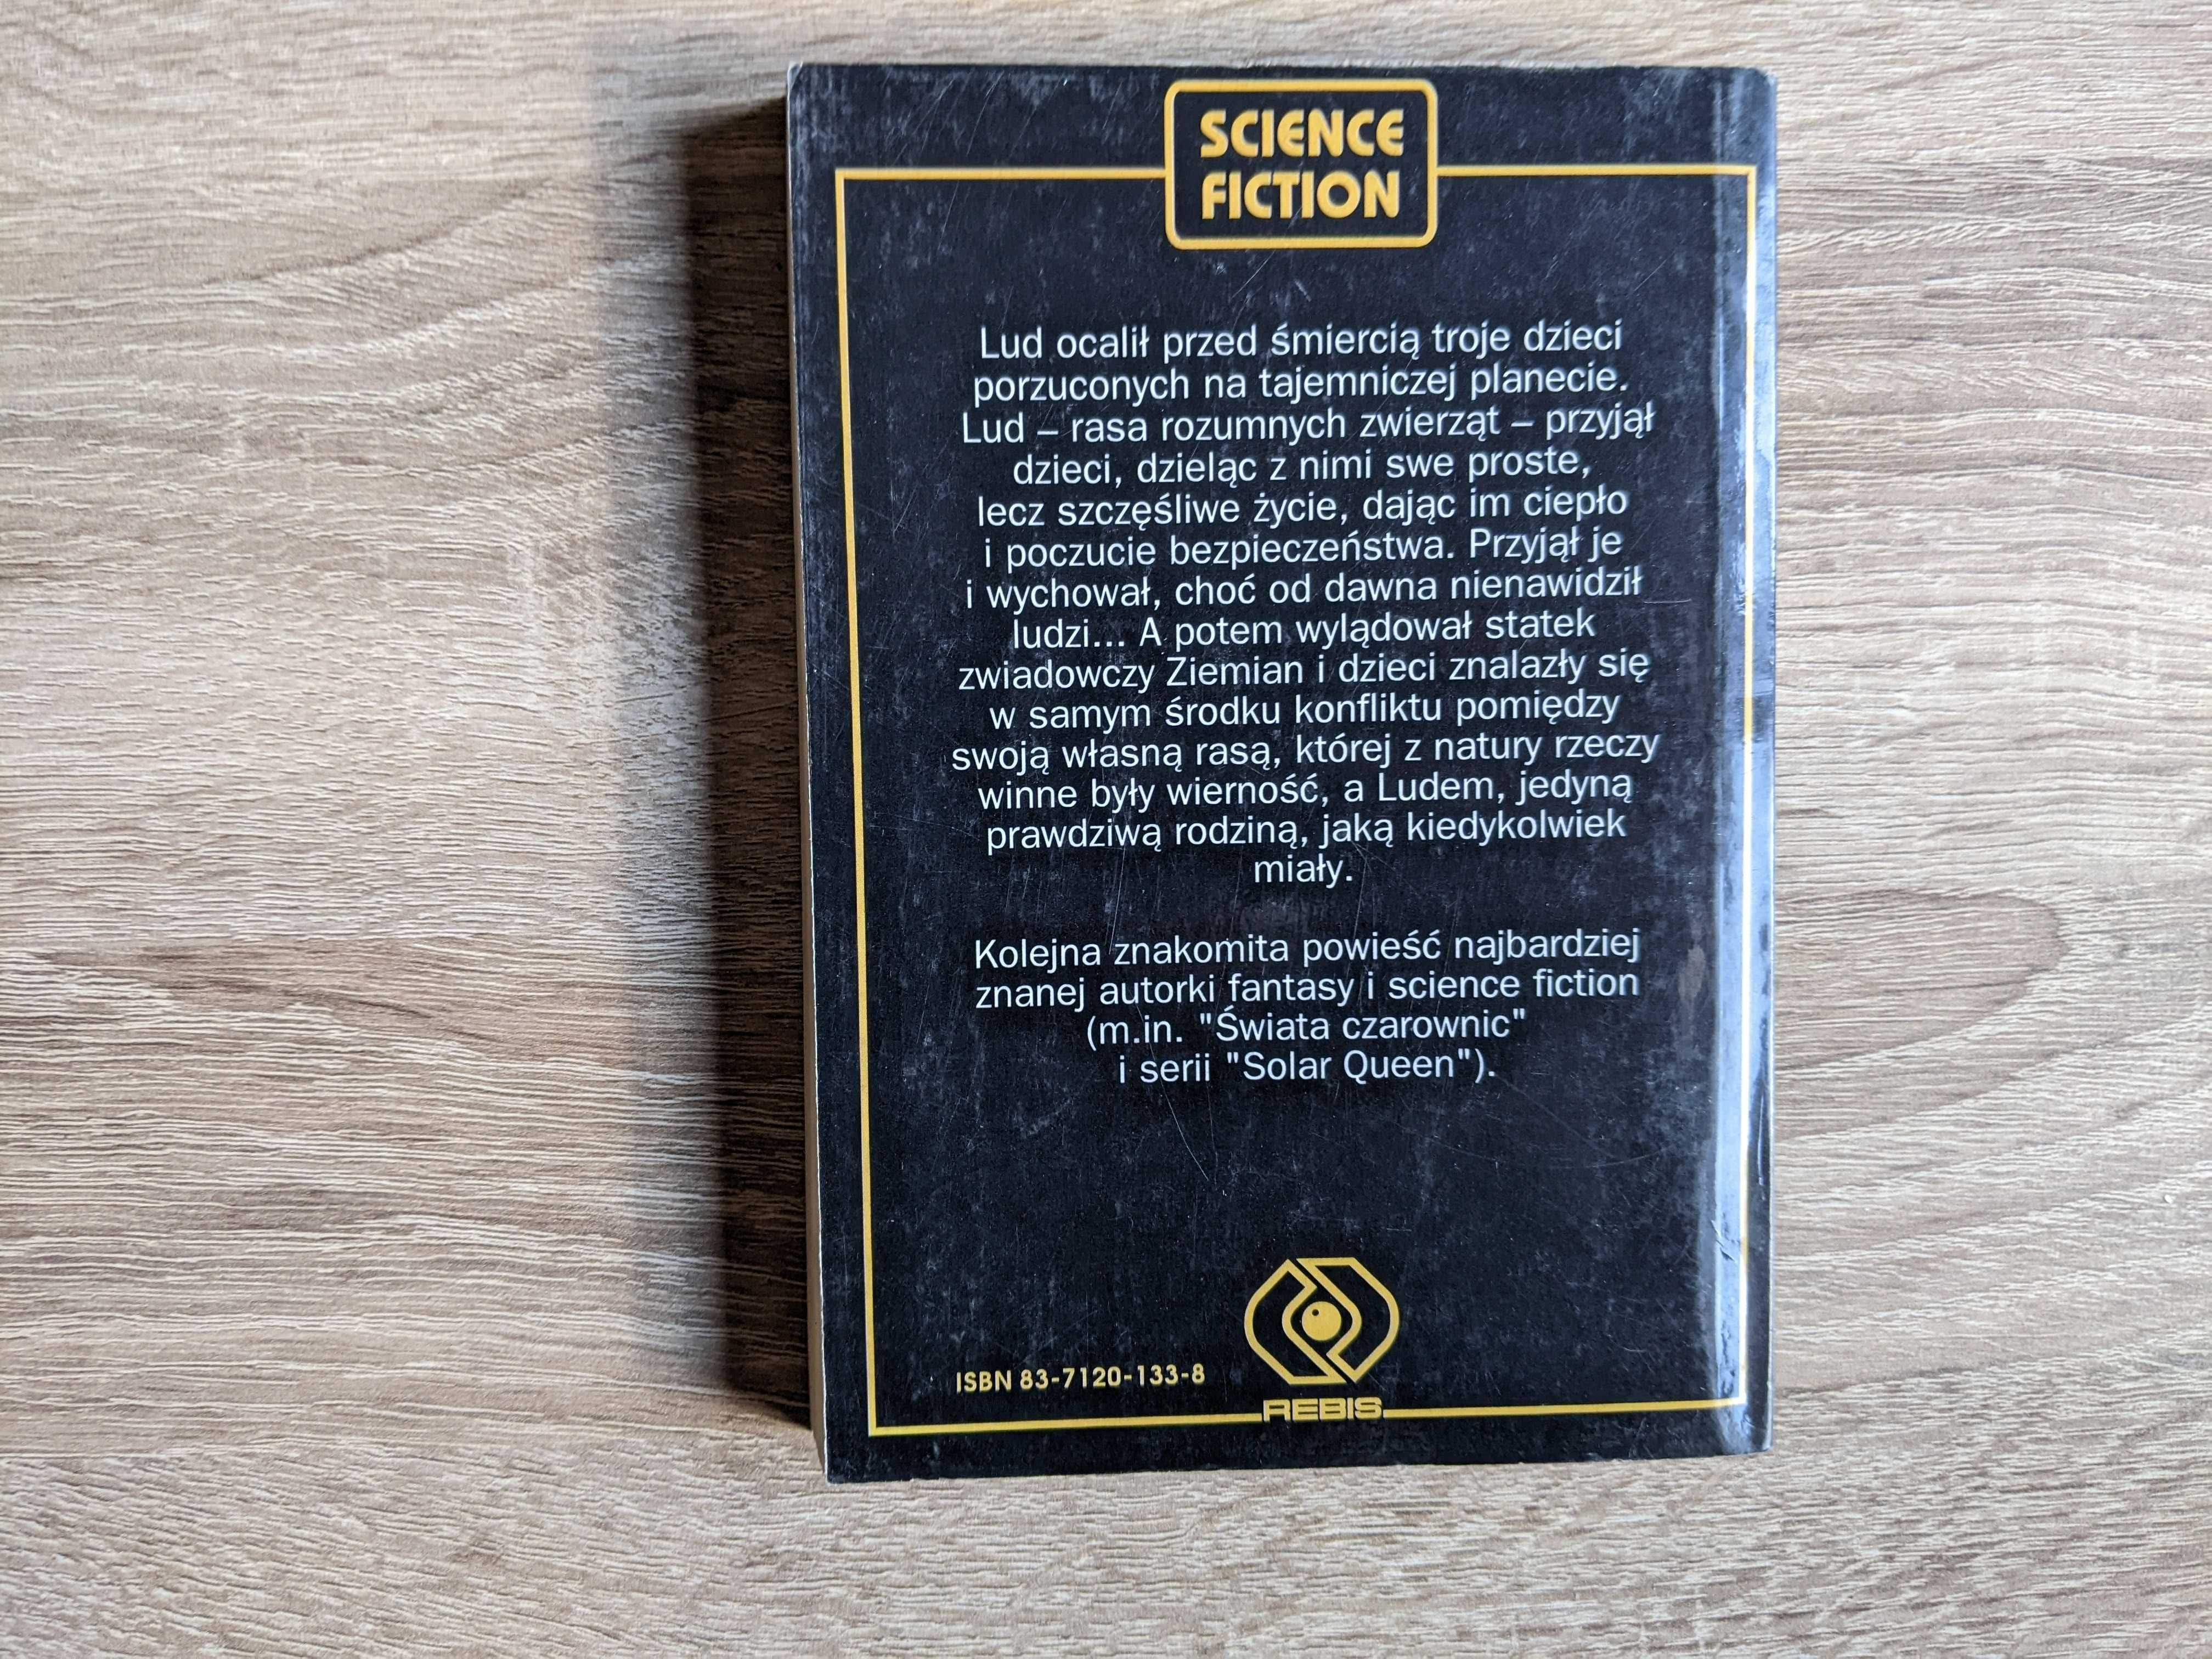 SCIENCE
FICTION
Lud ocalił przed śmiercią troje dzieci
porzuconych na tajemniczej planecie.
Lud – rasa rozumnych zwierząt – przyjął
dzieci, dzieląc z nimi swe proste,
lecz szczęśliwe życie, dając im ciepło
i poczucie bezpieczeństwa. Przyjął je
i wychował, choć od dawna nienawidził
ludzi... A potem wylądował statek
zwiadowczy Ziemian i dzieci znalazły się
w samym środku konfliktu pomiędzy
swoją własną rasą, której z natury rzeczy
winne były wierność, a Ludem, jedyną
prawdziwą rodziną, jaką kiedykolwiek
miały.
Kolejna znakomita powieść najbardziej
znanej autorki fantasy i science fiction
(m.in. "Świata czarownic"
i serii "Solar Queen").
ISBN 83-7120-133-8
REBIS